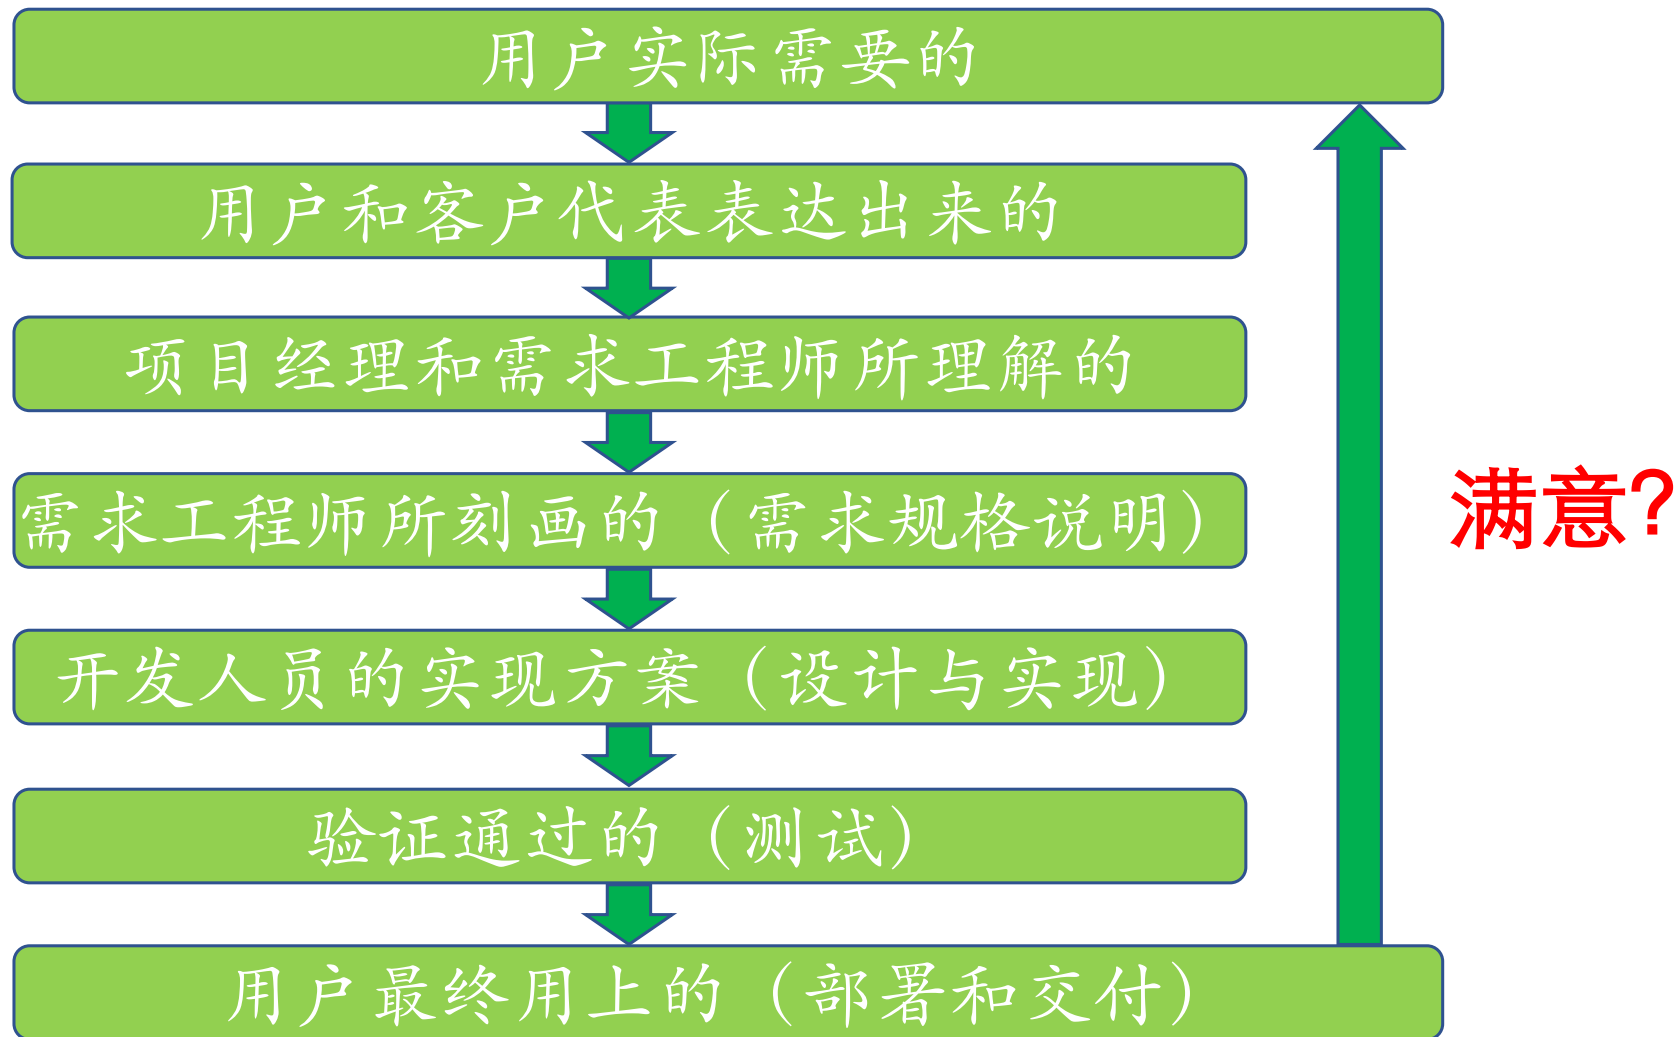 用户实际需要的
用户和客户代表表达出来的
项目经理和需求工程师所理解的
需求工程师所刻画的（需求规格说明）
满意?
开发人员的实现方案（设计与实现）
验证通过的（测试）
用户最终用上的（部署和交付）